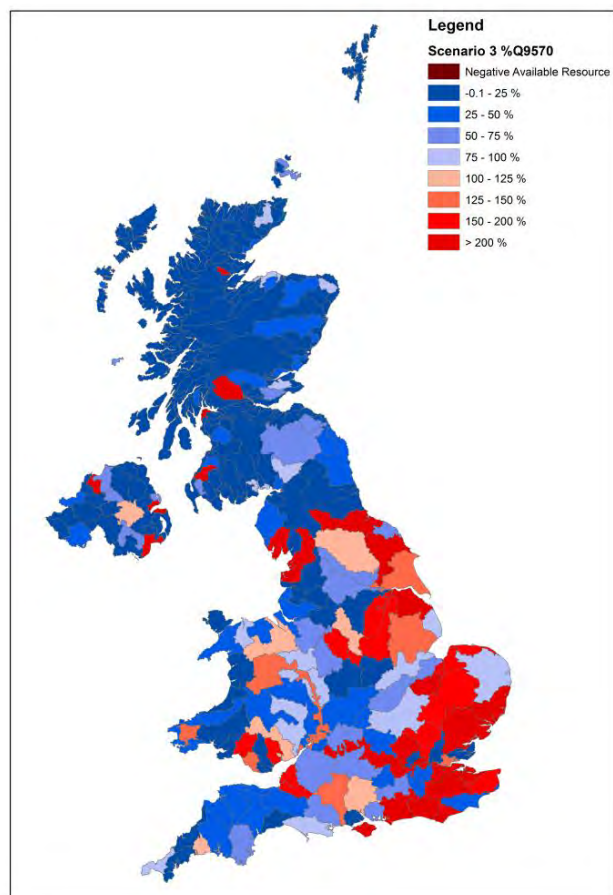 Legend
Scenario 3 %Q9570
Negative Available Resource
-0.1 - 25 %
25 - 50 %
50 - 75 %
75 - 100 %
100 - 125 %
125 - 150 %
150 - 200 %
> 200 %